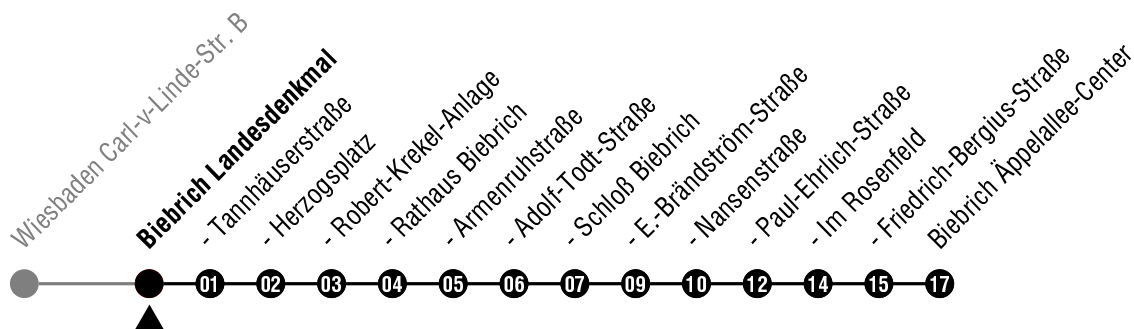 Wiesbaden Carl-v-Linde-Str. B
Biebrich Landesdenkmal
- Tannhäuserstraße
- Herzogsplatz
- Robert-Krekel-Anlage
- Rathaus Biebrich
- Armenruhstraße
- Adolf-Todt-Straße
- Schloß Biebrich
- E.-Brändström-Straße
- Nansenstraße
- Paul-Ehrlich-Straße
- Im Rosenfeld
- Friedrich-Bergius-Straße
Biebrich Äppelallee-Center
01 02 03 04 05 06 07 09 10 12 14 15 17